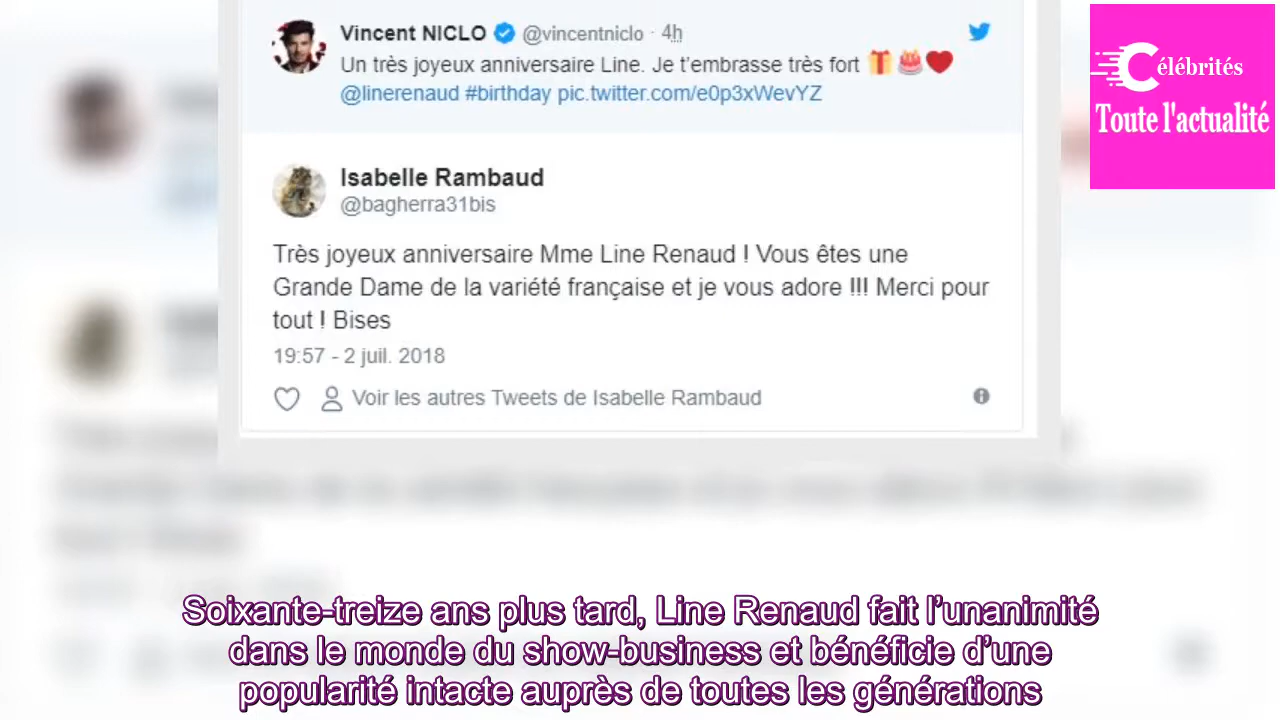 Vincent NICLO @vincentniclo · 4h
Un très joyeux anniversaire Line. Je t'embrasse très fort 🎁🎂❤️
@linerenaud #birthday pic.twitter.com/e0p3xWevYZ
Isabelle Rambaud
@bagherra31bis
Très joyeux anniversaire Mme Line Renaud ! Vous êtes une
Grande Dame de la variété française et je vous adore !!! Merci pour
tout ! Bises
19:57 - 2 juil. 2018
Voir les autres Tweets de Isabelle Rambaud
Célébrités
Toute l'actualité
Soixante-treize ans plus tard, Line Renaud fait l’unanimité
dans le monde du show-business et bénéficie d’une
popularité intacte auprès de toutes les générations